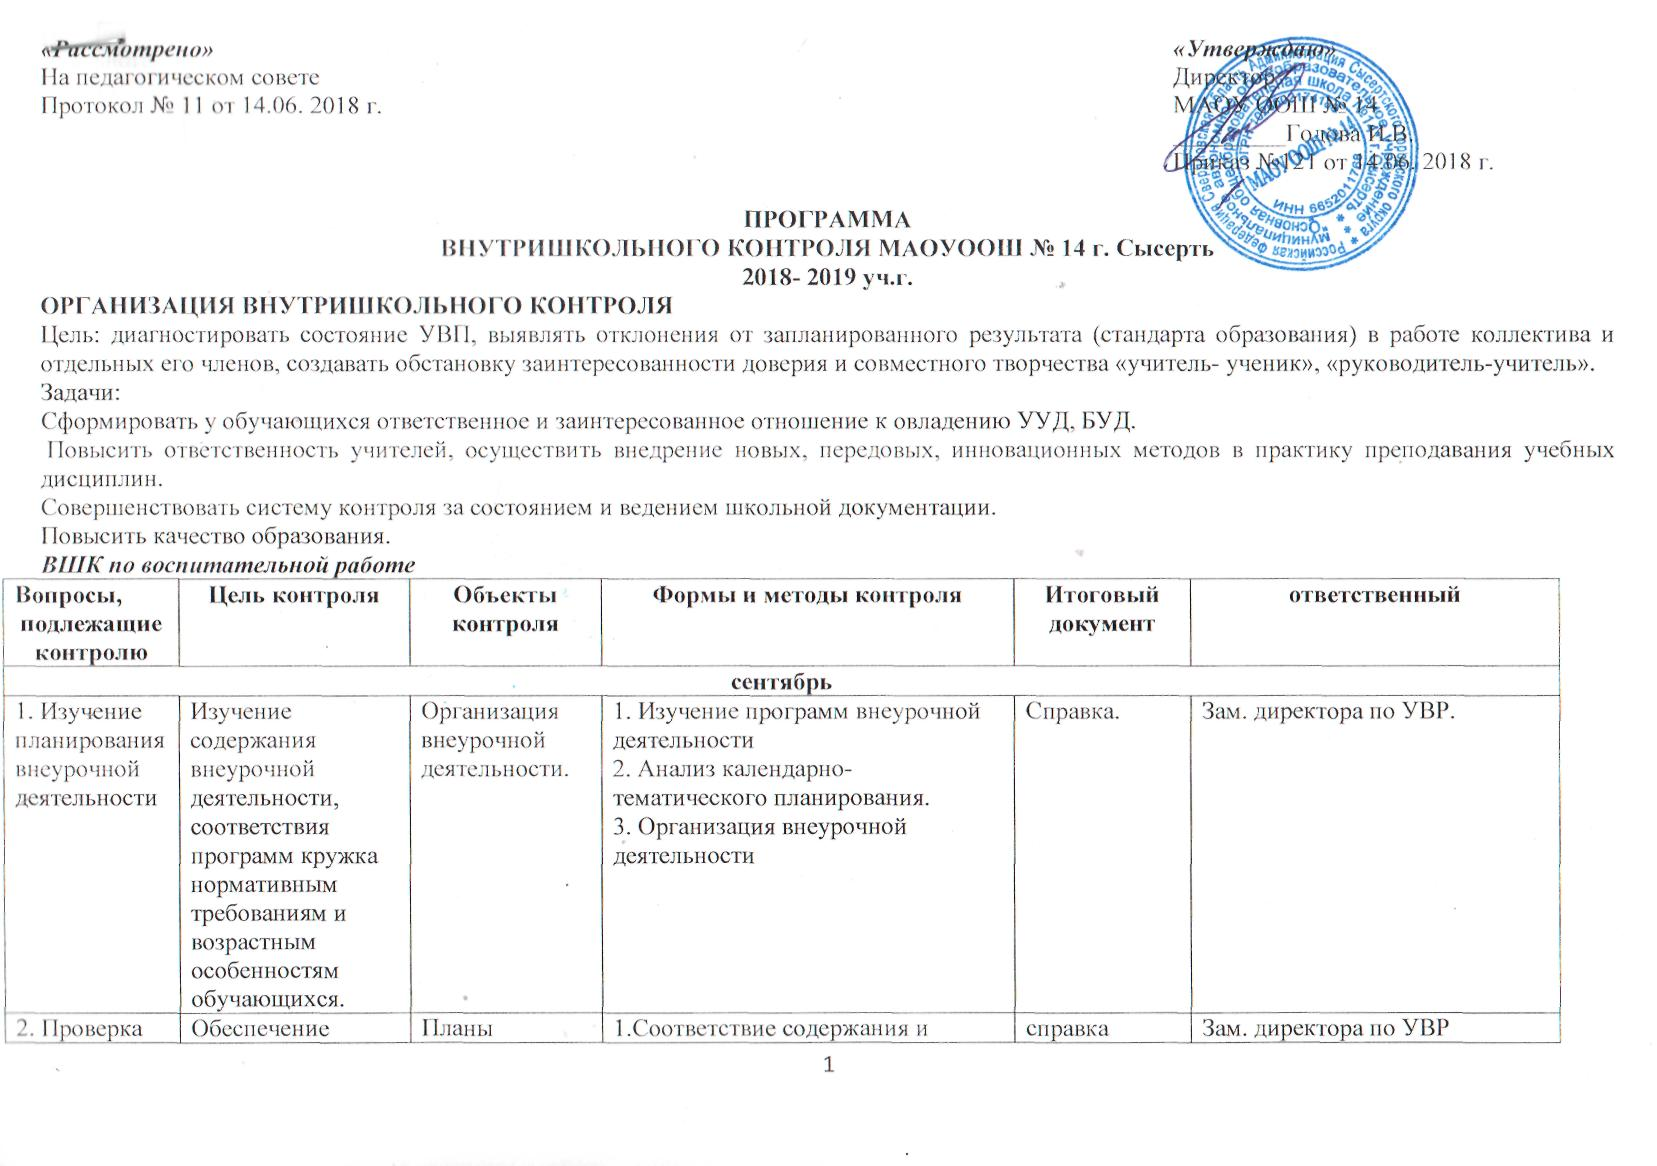 «Рассмотрено»
На педагогическом совете
Протокол № 11 от 14.06. 2018 г.
«Утверждаю»
Директор
МАОУ ООШ № 14
_________Годова И.В.
Приказ №121 от 14.06. 2018 г.
МАОУ ООШ № 14
ИНН 6652011768
ПРОГРАММА
ВНУТРИШКОЛЬНОГО КОНТРОЛЯ МАОУООШ № 14 г. Сысерть
2018- 2019 уч.г.
ОРГАНИЗАЦИЯ ВНУТРИШКОЛЬНОГО КОНТРОЛЯ
Цель: диагностировать состояние УВП, выявлять отклонения от запланированного результата (стандарта образования) в работе коллектива и
отдельных его членов, создавать обстановку заинтересованности доверия и совместного творчества «учитель- ученик», «руководитель-учитель».
Задачи:
Сформировать у обучающихся ответственное и заинтересованное отношение к овладению УУД, БУД.
Повысить ответственность учителей, осуществить внедрение новых, передовых, инновационных методов в практику преподавания учебных
дисциплин.
Совершенствовать систему контроля за состоянием и ведением школьной документации.
Повысить качество образования.
ВШК по воспитательной работе
Вопросы,
подлежащие
контролю
Цель контроля
Объекты
контроля
Формы и методы контроля
Итоговый
документ
ответственный
сентябрь
1. Изучение
планирования
внеурочной
деятельности
Изучение
содержания
внеурочной
деятельности,
соответствия
программ кружка
нормативным
требованиям и
возрастным
особенностям
обучающихся.
Организация
внеурочной
деятельности.
1. Изучение программ внеурочной
деятельности
2. Анализ календарно-
тематического планирования.
3. Организация внеурочной
деятельности
Справка.
Зам. директора по УВР.
2. Проверка
Обеспечение
Планы
1.Соответствие содержания и
справка
Зам. директора по УВР
1